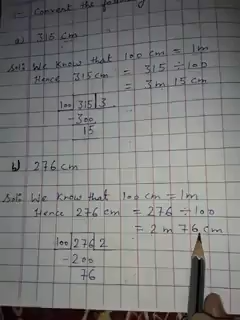 Convert the
a) 315 cm
Sol: We know that 100 cm = 1m
Hence 315 cm = 315 ÷ 100
= 3m 15 cm
100 315 3
-300
15
b) 276 cm
Sol: We know that 100 cm = 1m
Hence 276 cm = 276 ÷ 100
= 2 m 76 cm
100 276 2
-200
76